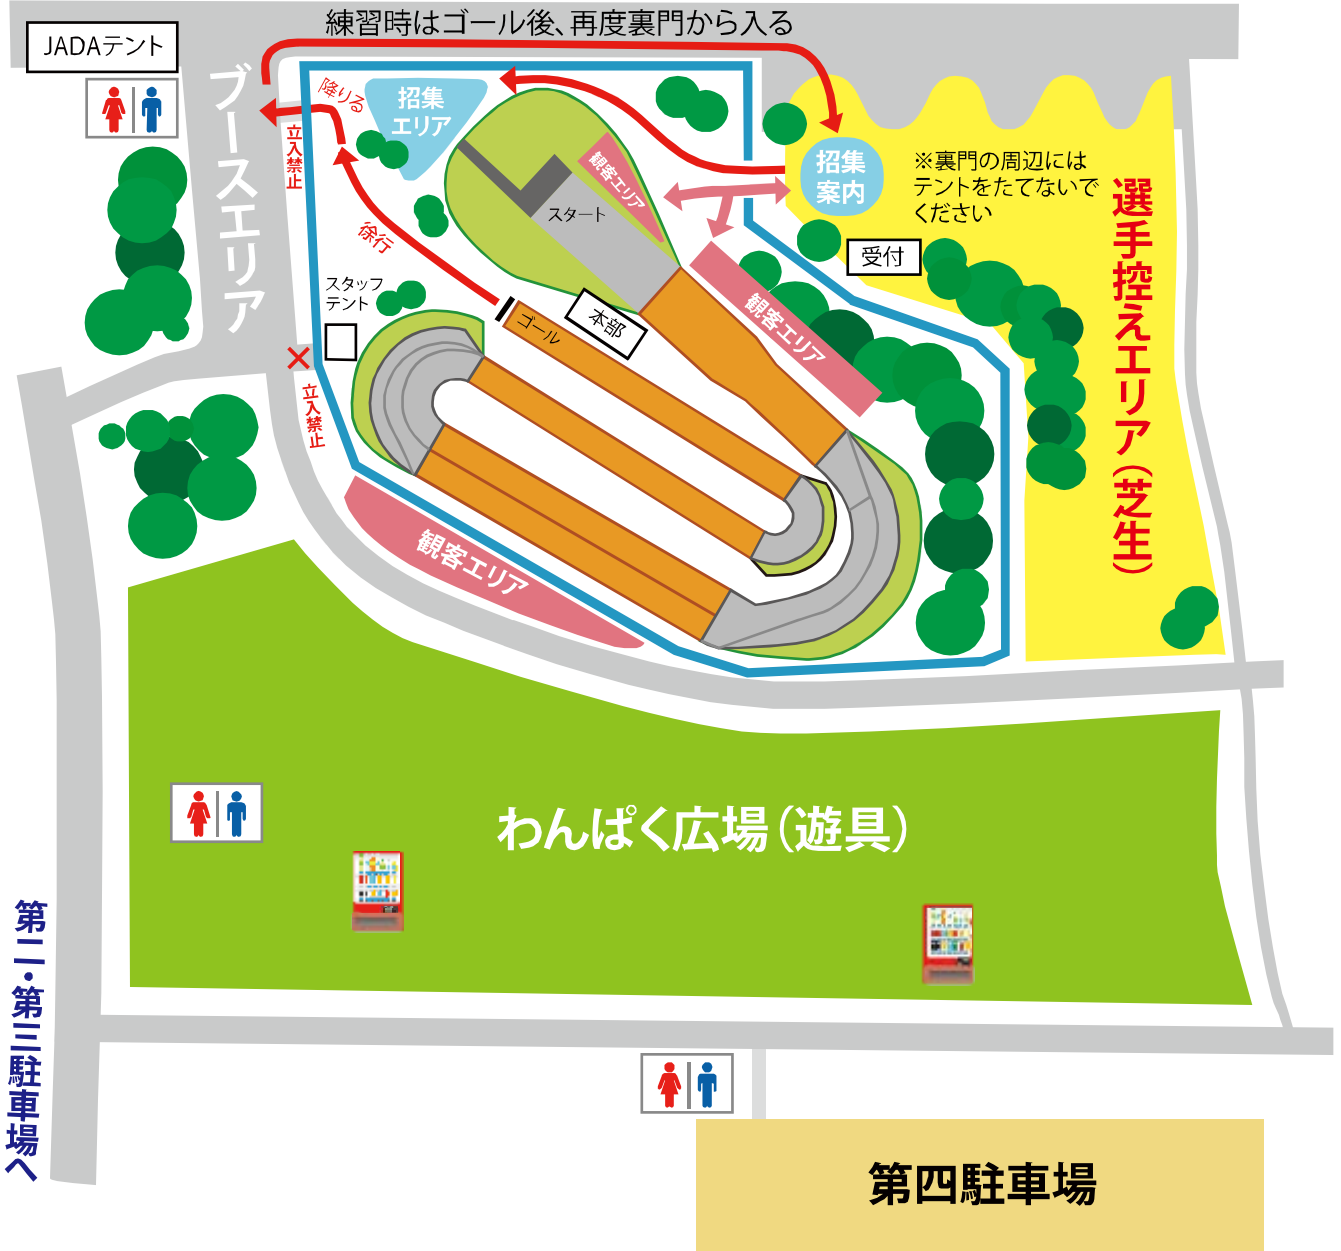 練習時はゴール後、再度裏門から入る
JADAテント
ブースエリア
降りる
招集
エリア
立入禁止
観客エリア
スタート
招集
案内
※裏門の周辺には
テントをたてないで
ください
選手控えエリア(芝生)
徐行
受付
スタッフ
テント
ゴール
本部
観客エリア
立入禁止
観客エリア
わんぱく広場(遊具)
第二・第三駐車場へ
第四駐車場